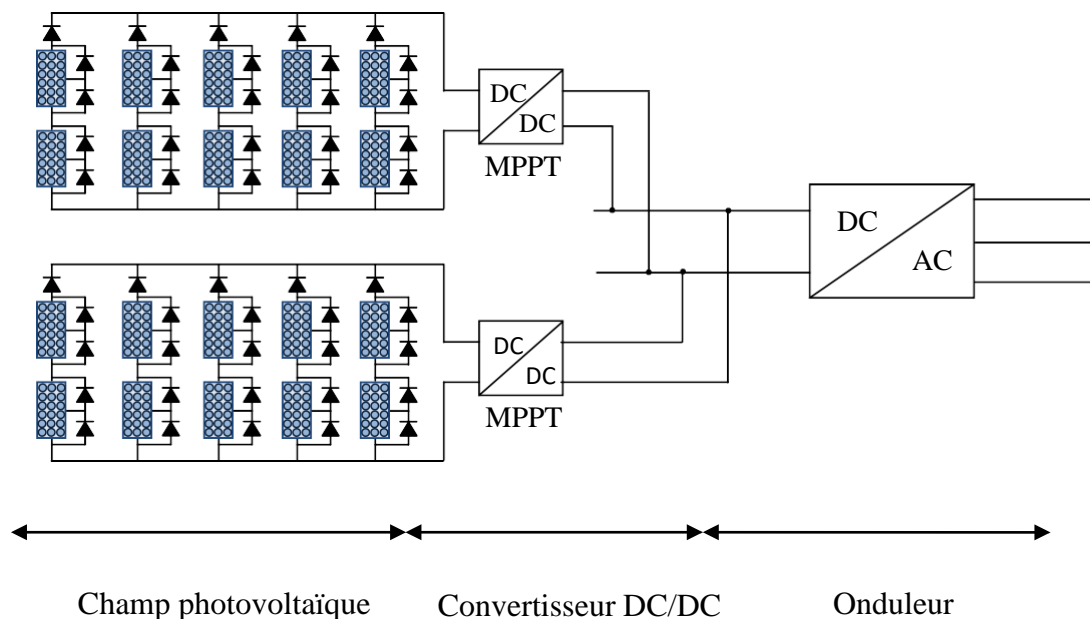 DC
DC
MPPT
DC
AC
DC
DC
MPPT
Champ photovoltaïque
Convertisseur DC/DC
Onduleur